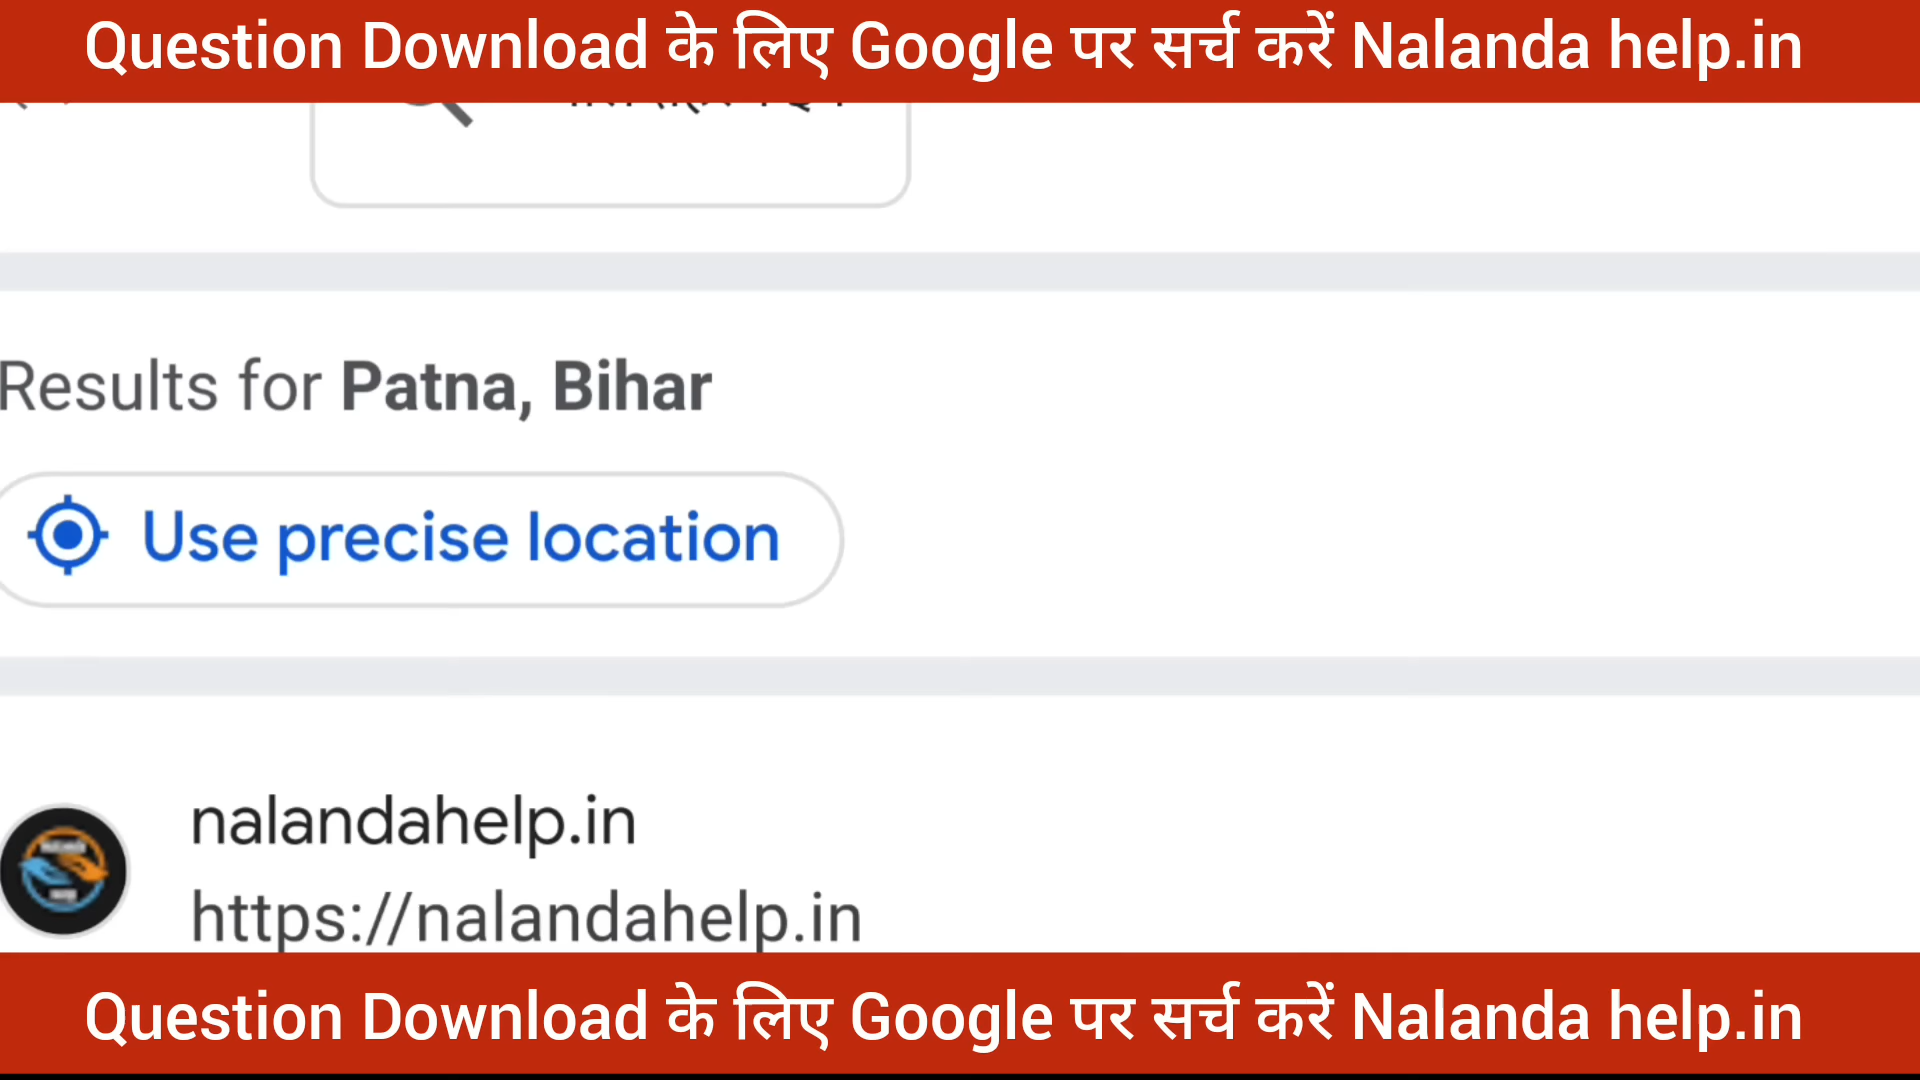 Question Download के लिए Google पर सर्च करें Nalanda help.in
Results for Patna, Bihar
Use precise location
nalandahelp.in
https://nalandahelp.in
Question Download के लिए Google पर सर्च करें Nalanda help.in